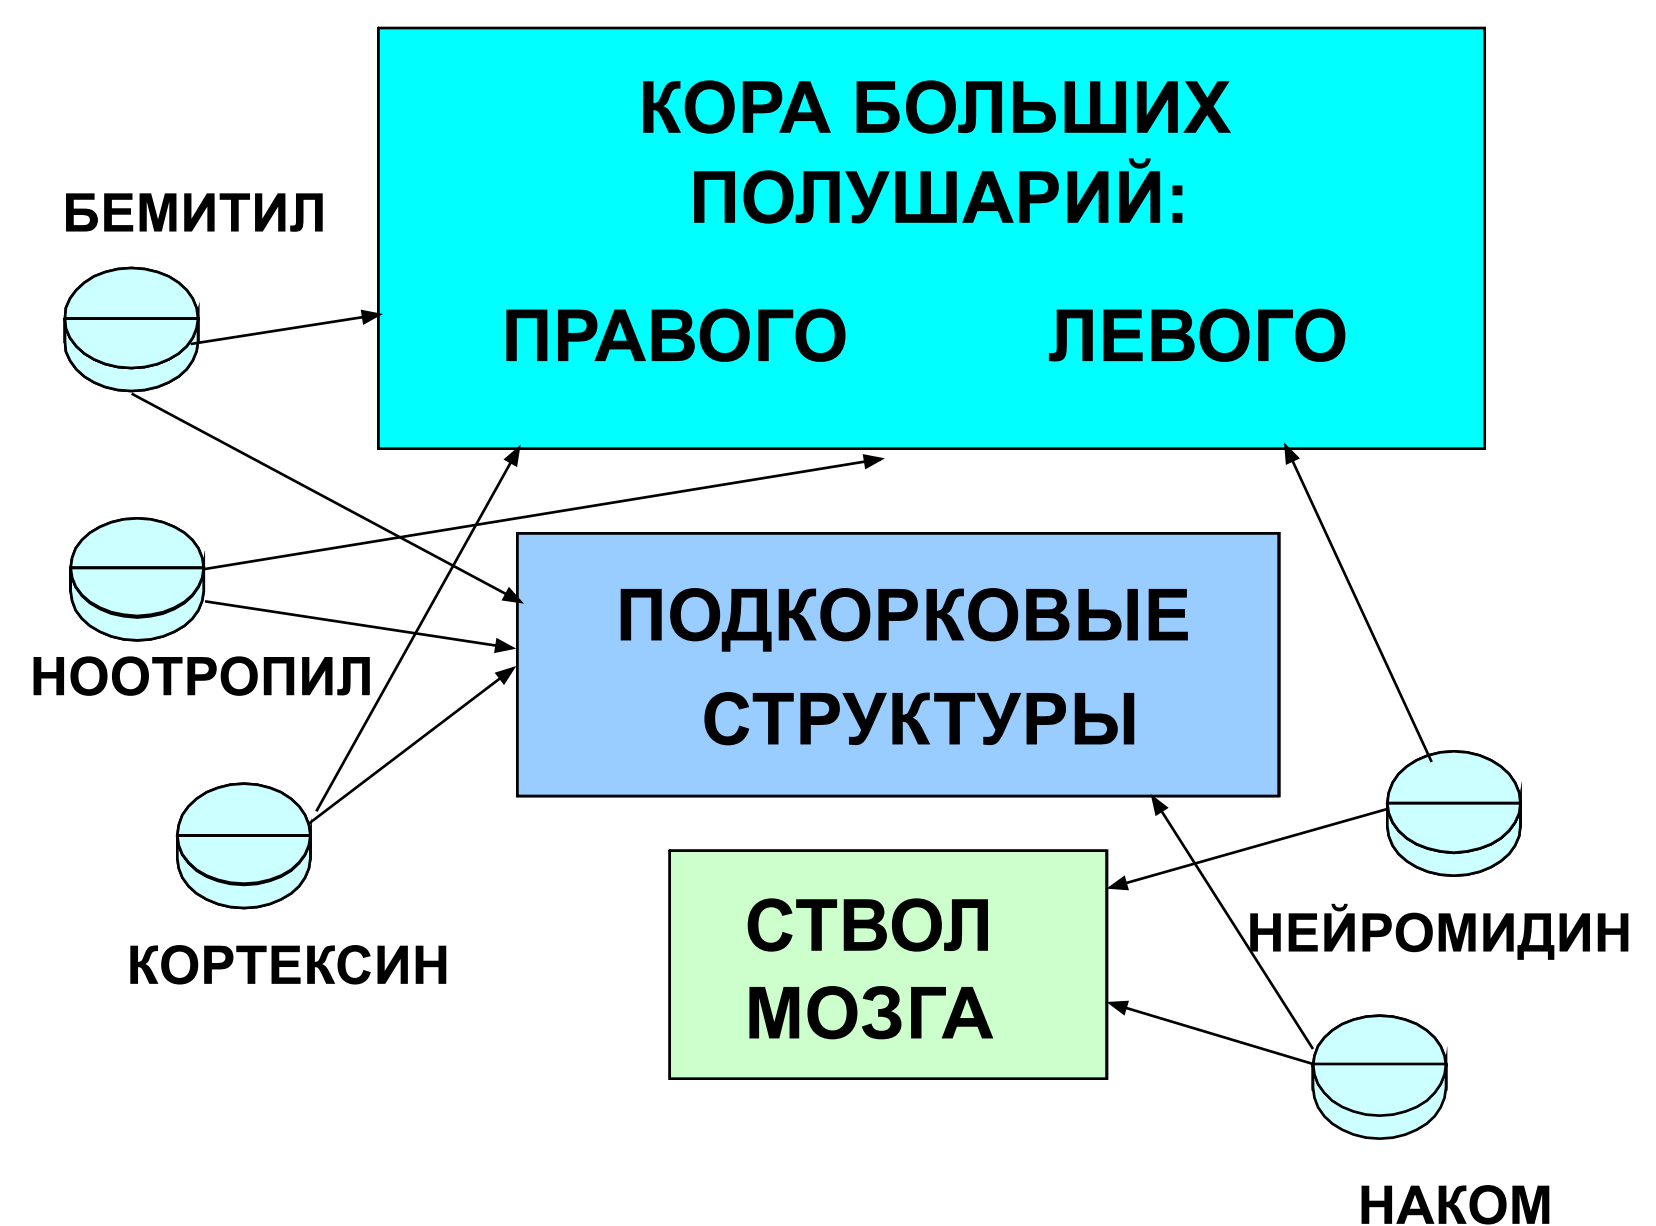 КОРА БОЛЬШИХ
ПОЛУШАРИЙ:
ПРАВОГО ЛЕВОГО
БЕМИТИЛ
НООТРОПИЛ
ПОДКОРКОВЫЕ
СТРУКТУРЫ
КОРТЕКСИН
СТВОЛ
МОЗГА
НЕЙРОМИДИН
НАКОМ